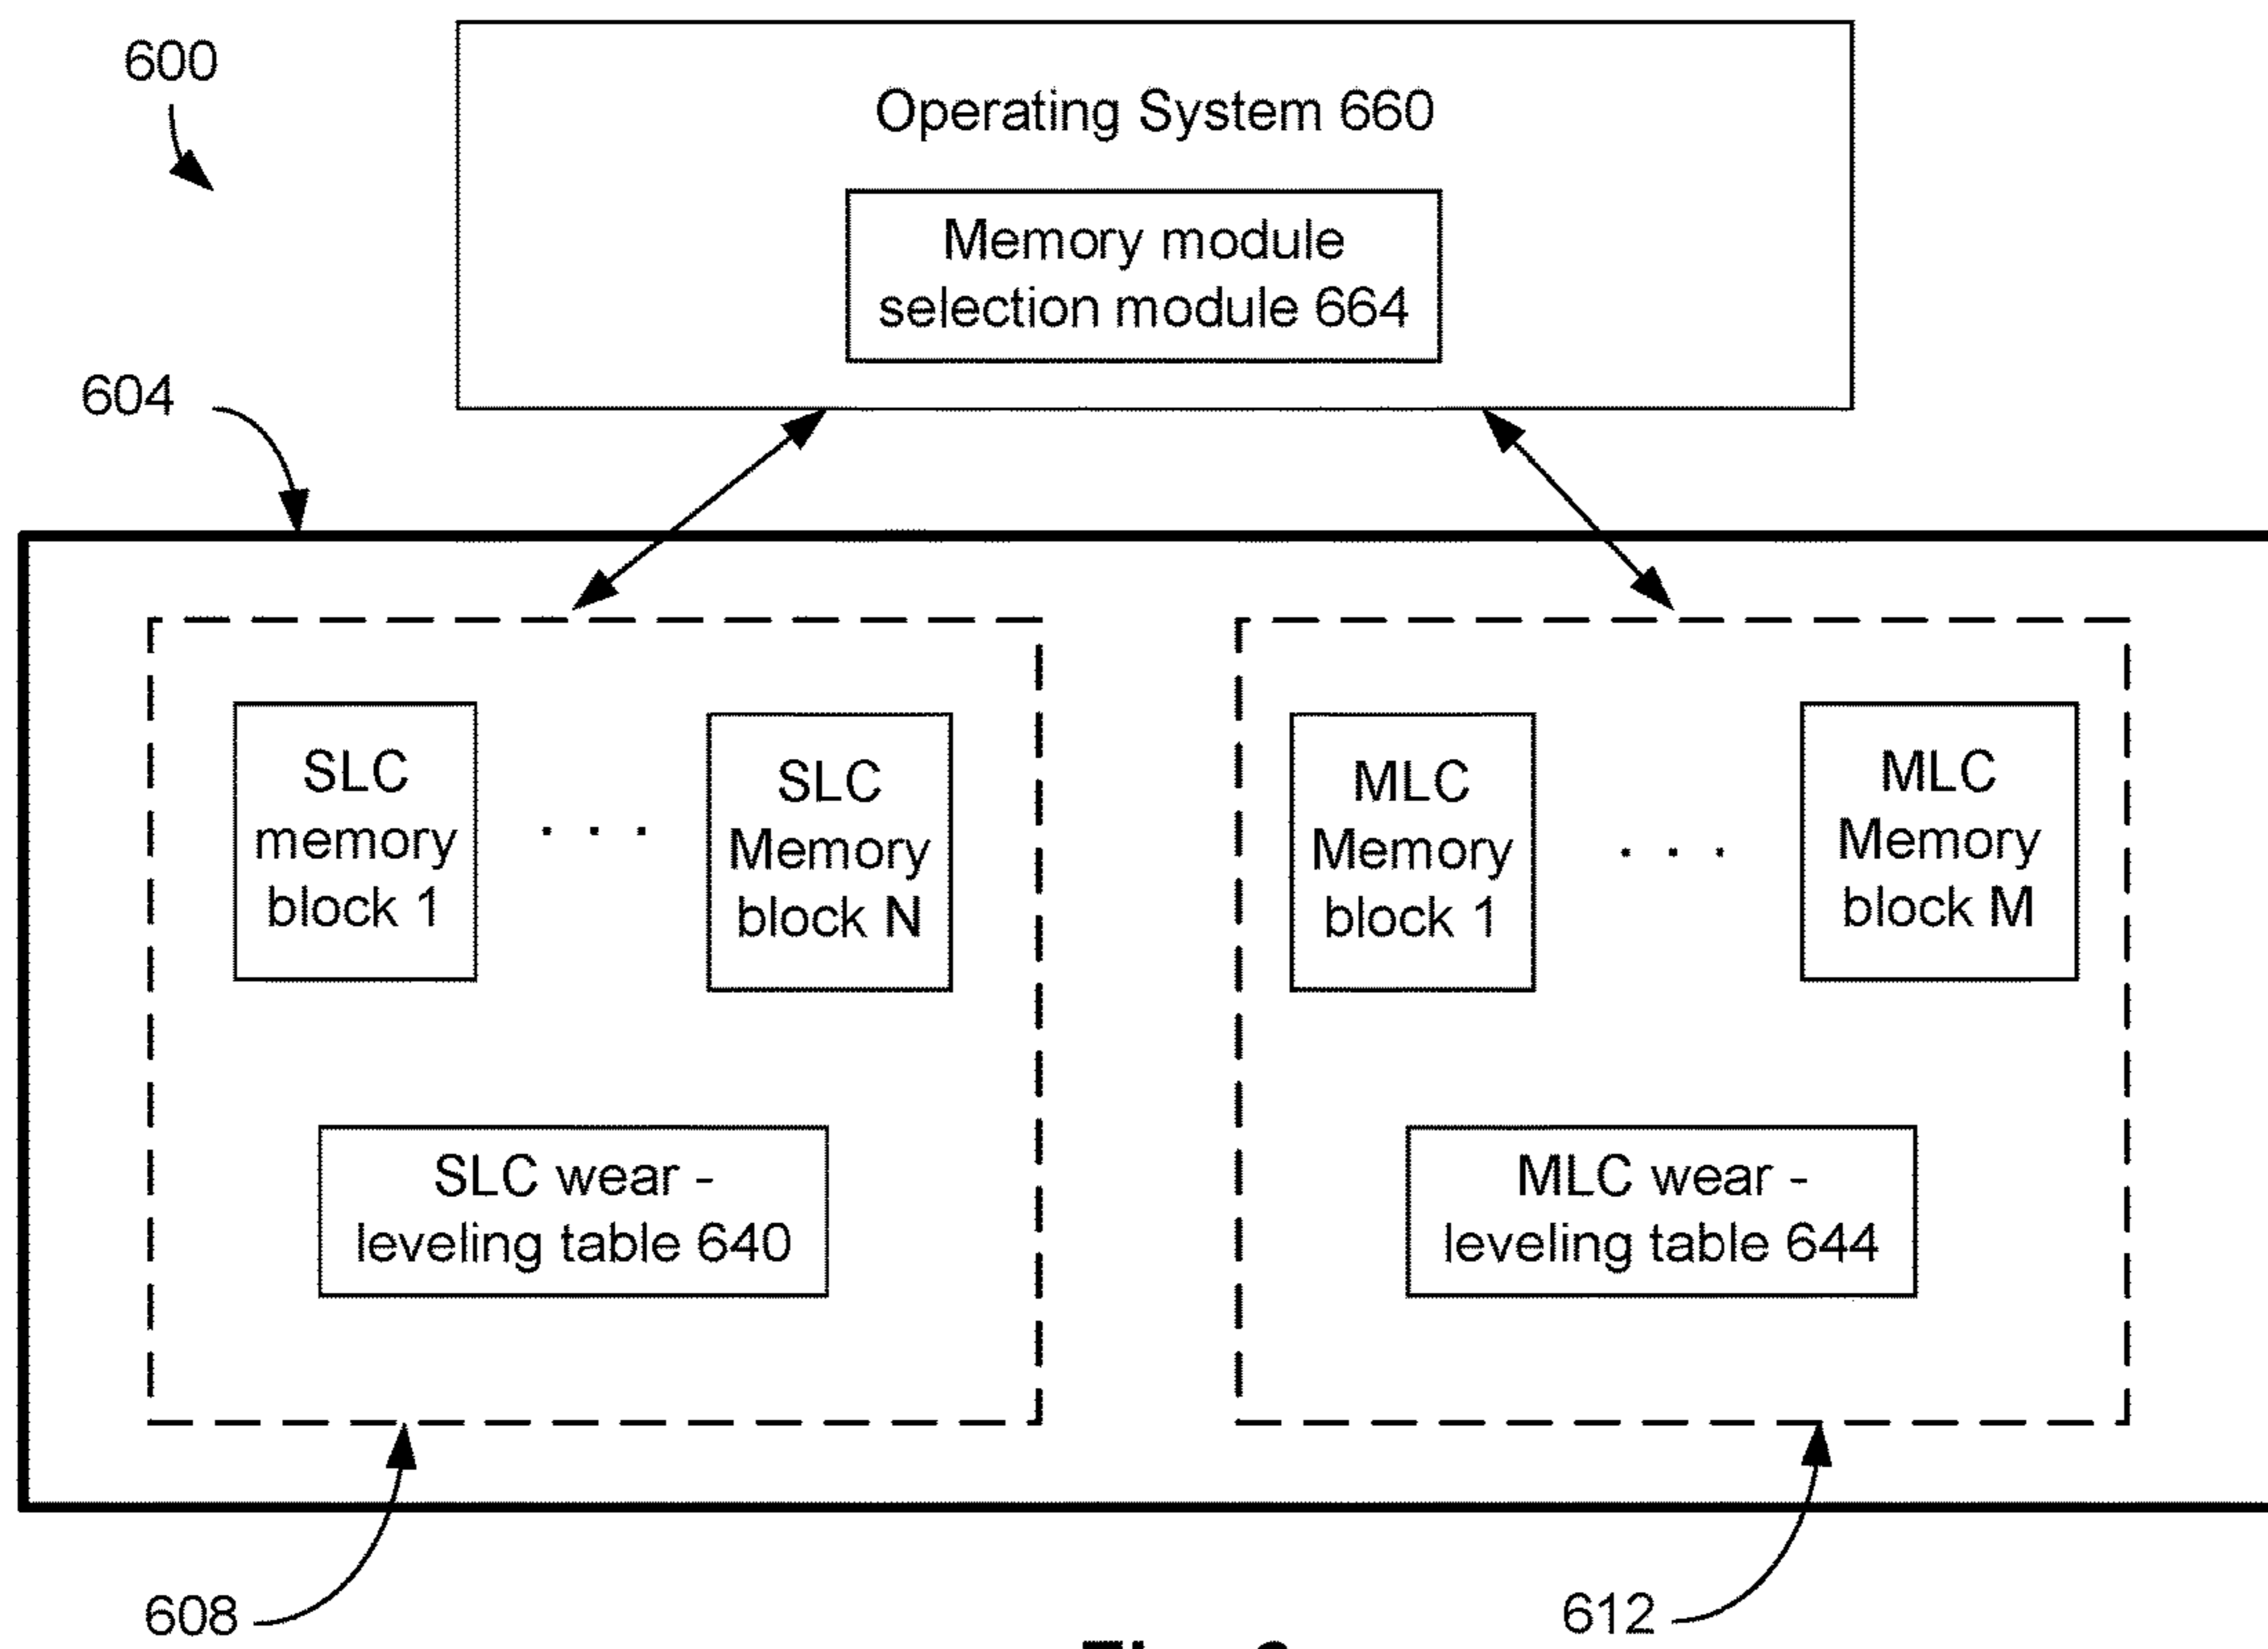 600
Operating System 660
Memory module
selection module 664
604
SLC
memory
block 1
. . .
SLC
Memory
block N
MLC
Memory
block 1
. . .
MLC
Memory
block M
SLC wear -
leveling table 640
MLC wear -
leveling table 644
608
612